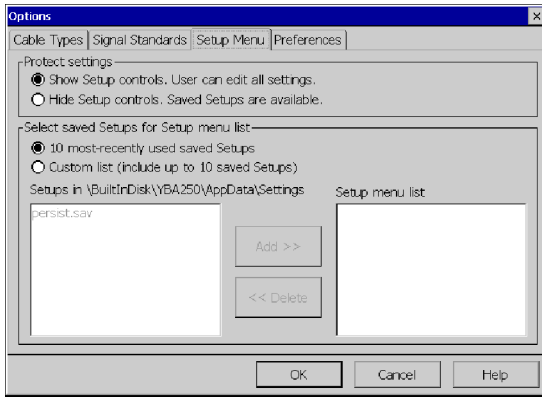 Options
Cable Types Signal Standards Setup Menu Preferences
Protect settings
Show Setup controls. User can edit all settings.
Hide Setup controls. Saved Setups are available.
Select saved Setups for Setup menu list
10 most-recently used saved Setups
Custom list (include up to 10 saved Setups)
Setups in \BuiltInDisk\YBA250\AppData\Settings
Setup menu list
persist.sav
Add >>
<< Delete
OK Cancel Help